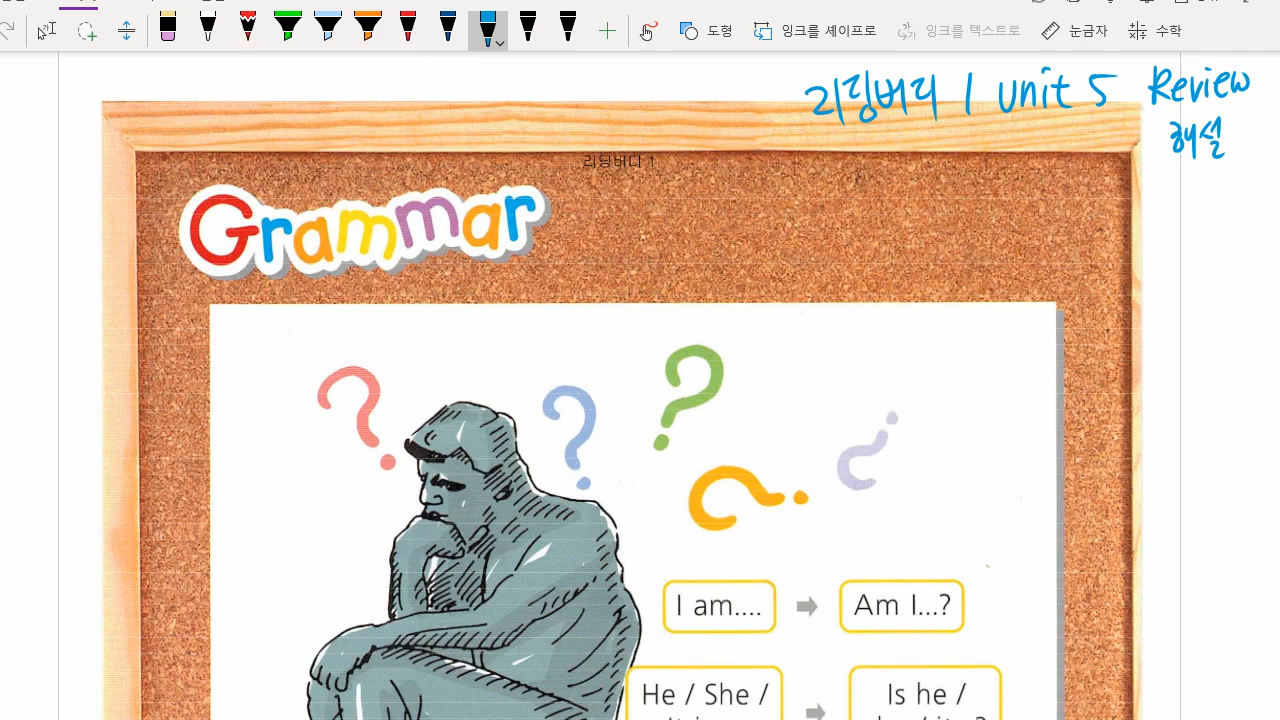 도형
잉크를 셰이프로
잉크를 텍스트로
눈금자
수학
리딩버디 1 unit 5 Review
해설
리딩버디 1
Grammar
I am....
Am I...?
He / She /
Is he /